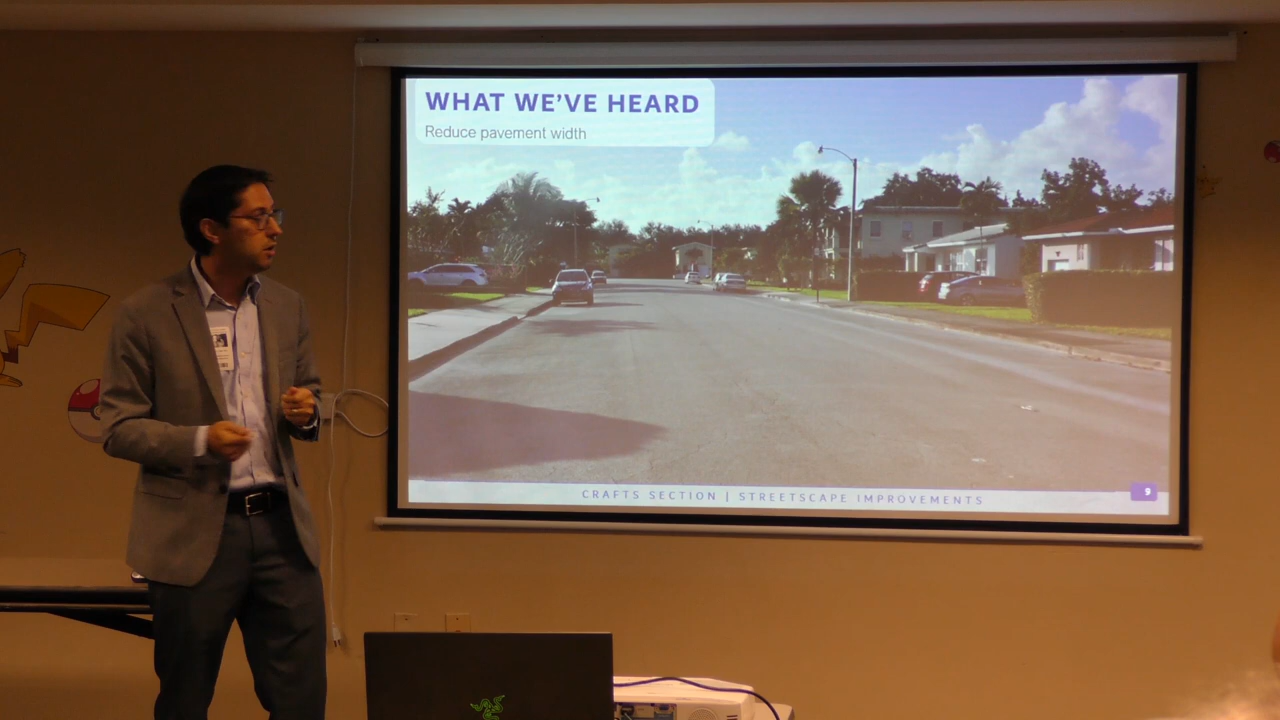 WHAT WE'VE HEARD
Reduce pavement width
CRAFTS SECTION | STREETSCAPE IMPROVEMENTS
9